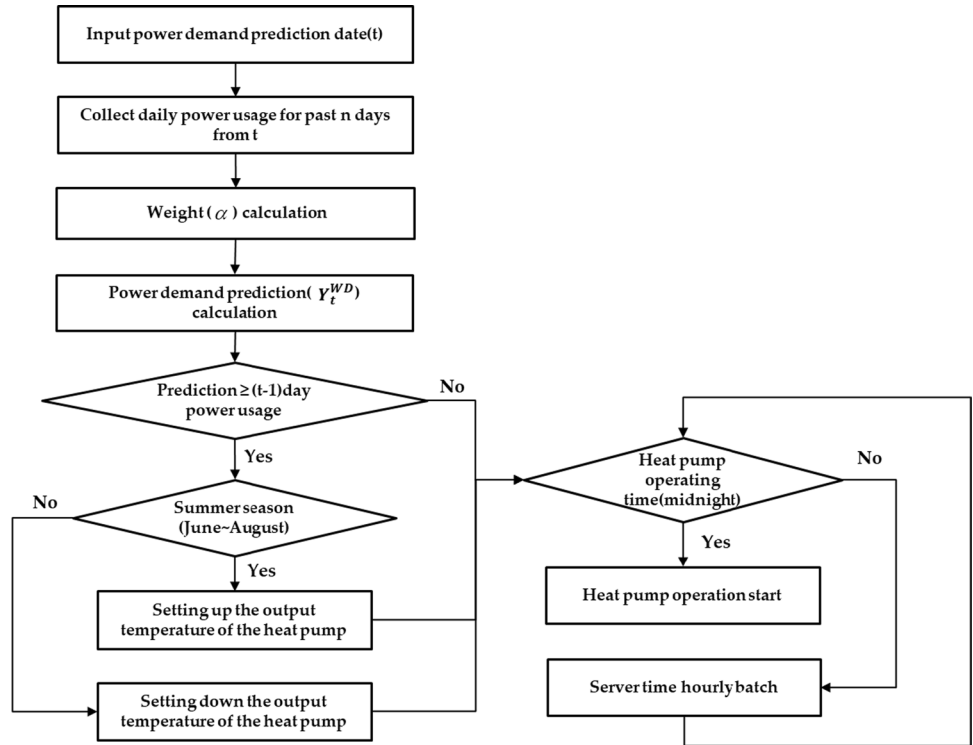 Input power demand prediction date(t)
Collect daily power usage for past n days
from t
Weight ( α ) calculation
Power demand prediction( Y_t^{WD})
calculation
Prediction ≥ (t-1)day
power usage
No
Yes
No
Summer season
(June~August)
Yes
Setting up the output
temperature of the heat pump
Setting down the output
temperature of the heat pump
Heat pump
operating
time(midnight)
No
Yes
Heat pump operation start
Server time hourly batch